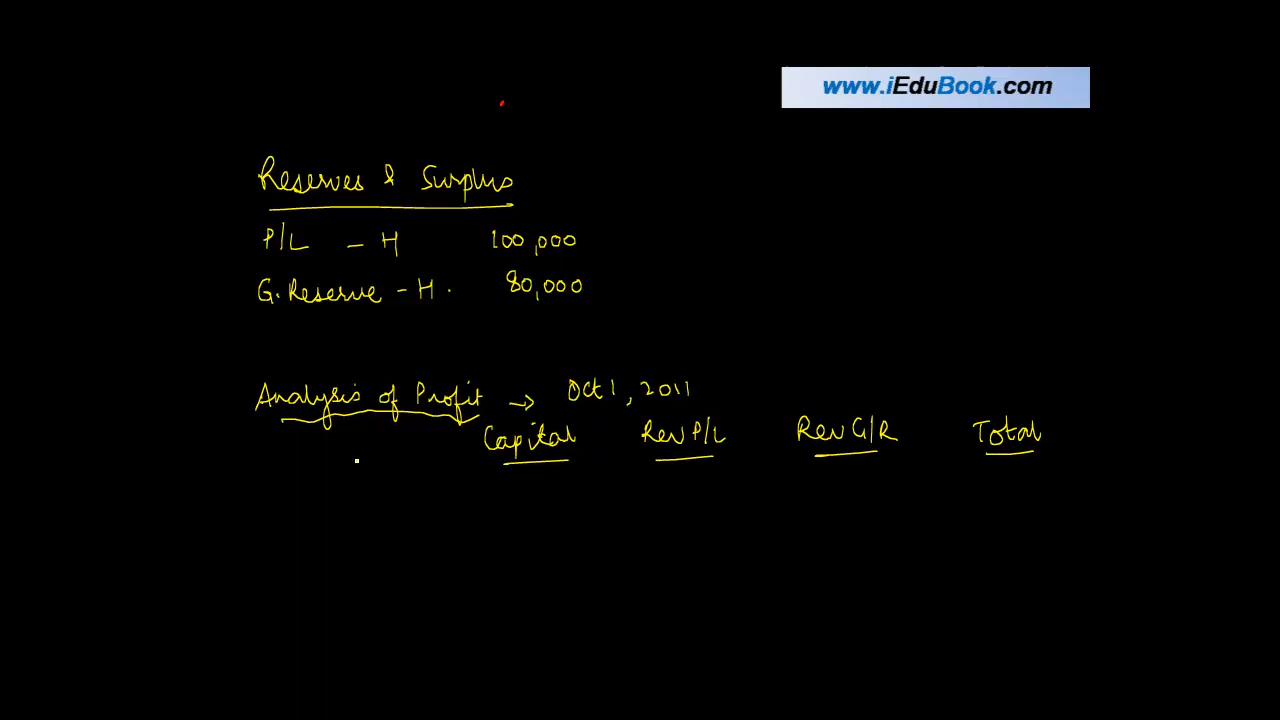 www.iEduBook.com
Reserves & Surplus
P/L - H 100,000
G. Reserve - H. 80,000
Analysis of Profit → Oct 1, 2011
Capital Rev P/L Rev G/R Total